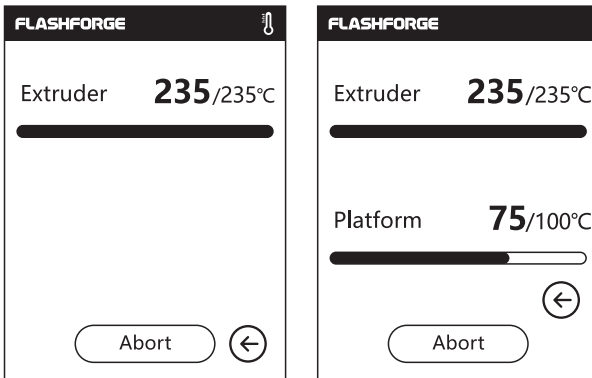 FLASHFORGE
Extruder 235/235℃
Abort
FLASHFORGE
Extruder 235/235℃
Platform 75/100℃
Abort